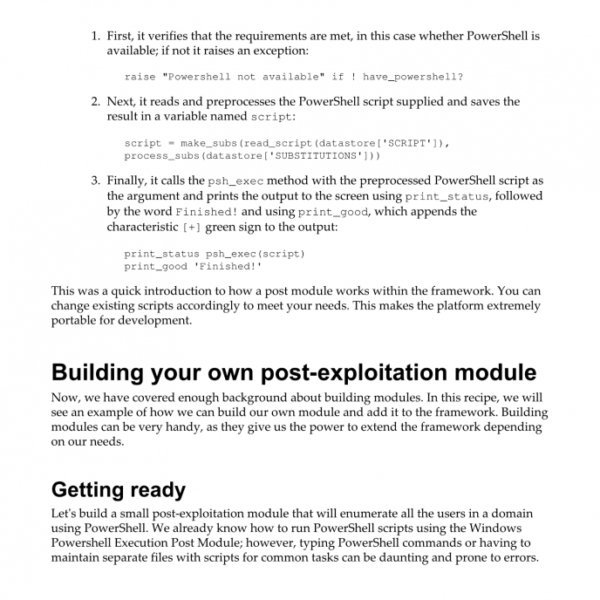 1. First, it verifies that the requirements are met, in this case whether PowerShell is
available; if not it raises an exception:
raise "Powershell not available" if ! have_powershell?
2. Next, it reads and preprocesses the PowerShell script supplied and saves the
result in a variable named script:
script = make_subs(read_script(datastore['SCRIPT']),
process_subs(datastore['SUBSTITUTIONS']))
3. Finally, it calls the psh_exec method with the preprocessed PowerShell script as
the argument and prints the output to the screen using print_status, followed
by the word Finished! and using print_good, which appends the
characteristic [+] green sign to the output:
print_status psh_exec(script)
print_good 'Finished!'
This was a quick introduction to how a post module works within the framework. You can
change existing scripts accordingly to meet your needs. This makes the platform extremely
portable for development.
Building your own post-exploitation module
Now, we have covered enough background about building modules. In this recipe, we will
see an example of how we can build our own module and add it to the framework. Building
modules can be very handy, as they give us the power to extend the framework depending
on our needs.
Getting ready
Let's build a small post-exploitation module that will enumerate all the users in a domain
using PowerShell. We already know how to run PowerShell scripts using the Windows
Powershell Execution Post Module; however, typing PowerShell commands or having to
maintain separate files with scripts for common tasks can be daunting and prone to errors.